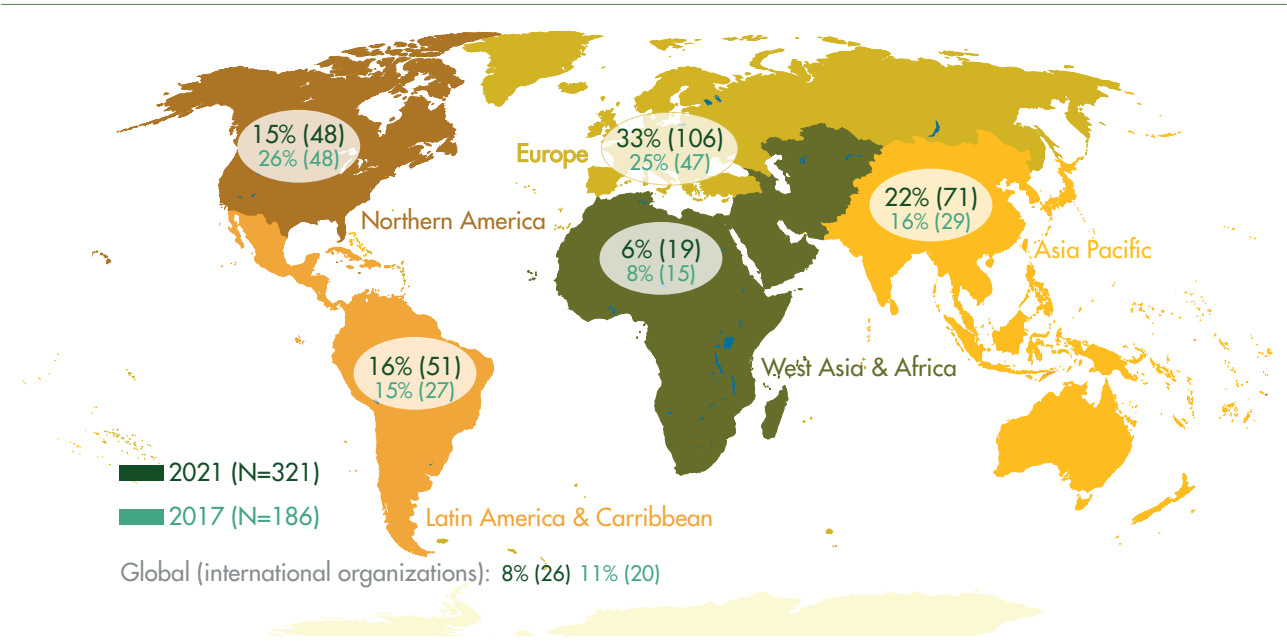 15% (48)
26% (48)
Europe
33% (106)
25% (47)
22% (71)
16% (29)
Northern America
6% (19)
8% (15)
Asia Pacific
16% (51)
15% (27)
West Asia & Africa
2021 (N=321)
2017 (N=186)
Latin America & Carribbean
Global (international organizations): 8% (26) 11% (20)